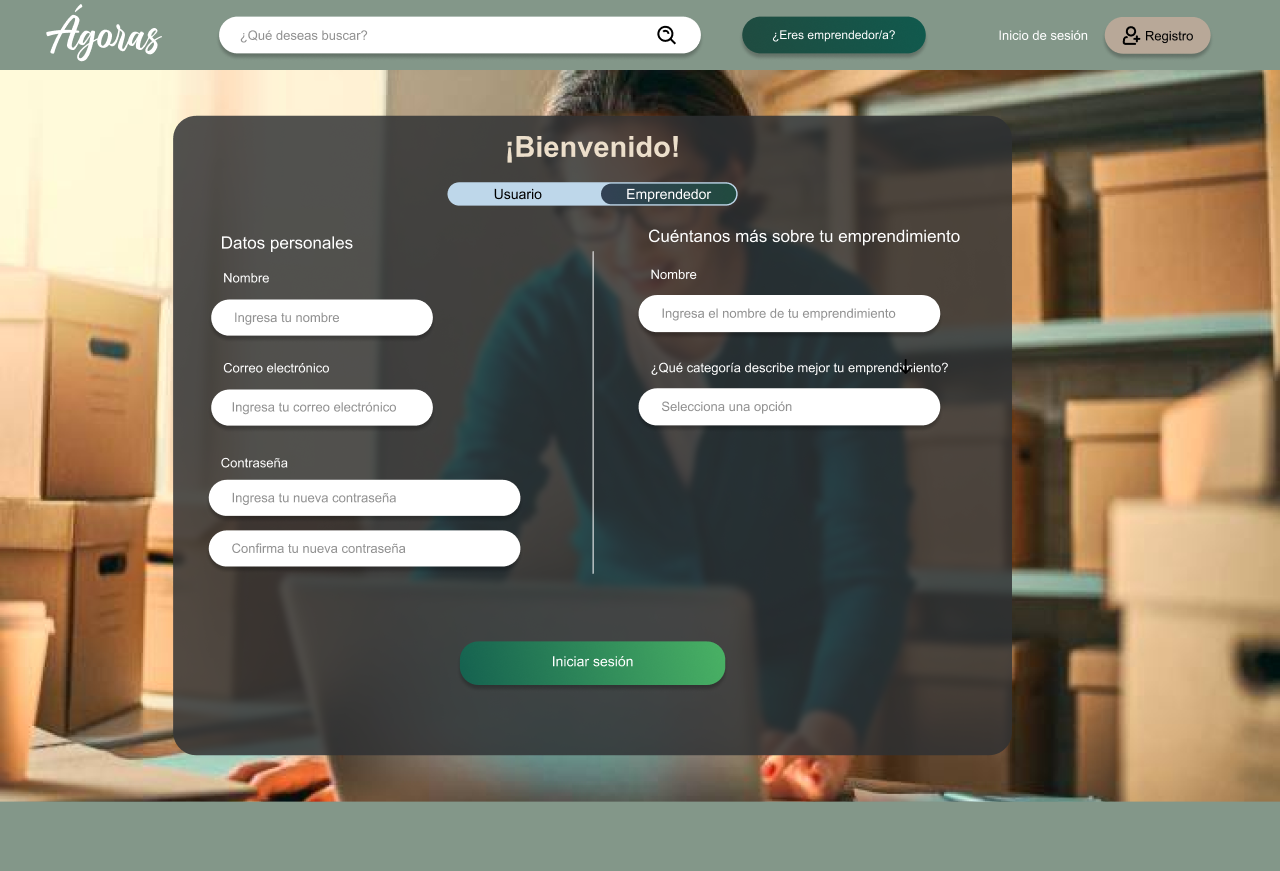 Ágoras
¿Qué deseas buscar?
¿Eres emprendedor/a?
Inicio de sesión
Registro
¡Bienvenido!
Usuario
Emprendedor
Datos personales
Nombre
Ingresa tu nombre
Correo electrónico
Ingresa tu correo electrónico
Contraseña
Ingresa tu nueva contraseña
Confirma tu nueva contraseña
Cuéntanos más sobre tu emprendimiento
Nombre
Ingresa el nombre de tu emprendimiento
¿Qué categoría describe mejor tu emprendimiento?
Selecciona una opción
Iniciar sesión